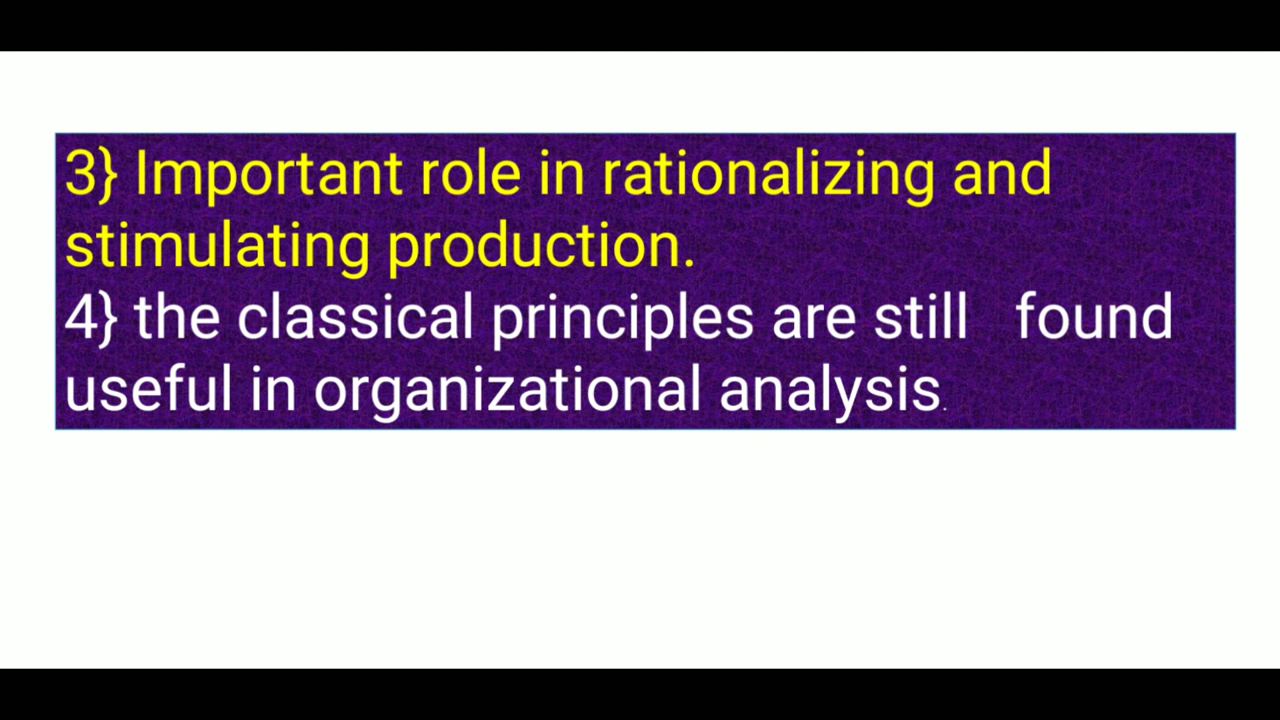 3} Important role in rationalizing and
stimulating production.
4} the classical principles are still   found
useful in organizational analysis.